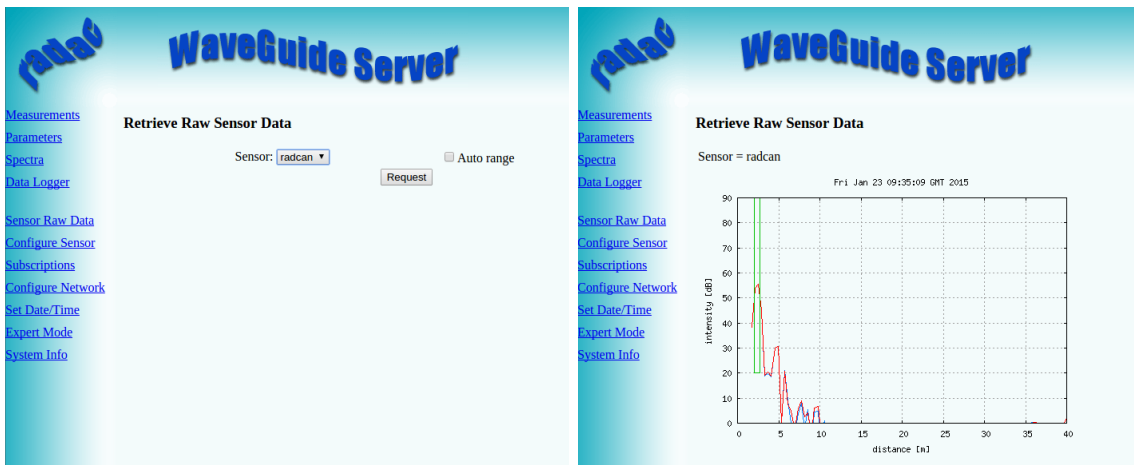 radac
WaveGuide Server
Measurements
Parameters
Spectra
Data Logger
Sensor Raw Data
Configure Sensor
Subscriptions
Configure Network
Set Date/Time
Expert Mode
System Info
Retrieve Raw Sensor Data
Sensor: radcan
Auto range
Request
radac
WaveGuide Server
Measurements
Parameters
Spectra
Data Logger
Sensor Raw Data
Configure Sensor
Subscriptions
Configure Network
Set Date/Time
Expert Mode
System Info
Retrieve Raw Sensor Data
Sensor = radcan
Fri Jan 23 09:35:09 GMT 2015
90
80
70
60
50
40
30
20
10
0
intensity [dB]
0 5 10 15 20 25 30 35 40
distance [m]